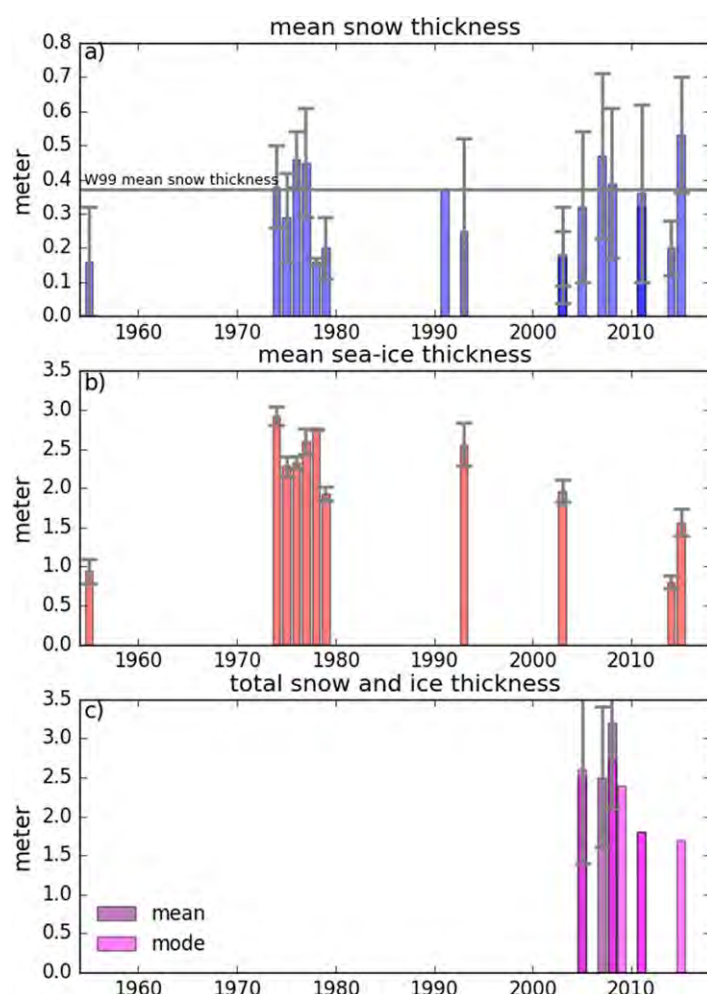 mean snow thickness
a)
0.8
0.7
0.6
0.5
0.4
0.3
0.2
0.1
0.0
meter
W99 mean snow thickness
1960 1970 1980 1990 2000 2010
mean sea-ice thickness
b)
3.5
3.0
2.5
2.0
1.5
1.0
0.5
0.0
meter
1960 1970 1980 1990 2000 2010
total snow and ice thickness
c)
3.5
3.0
2.5
2.0
1.5
1.0
0.5
0.0
meter
mean
mode
1960 1970 1980 1990 2000 2010